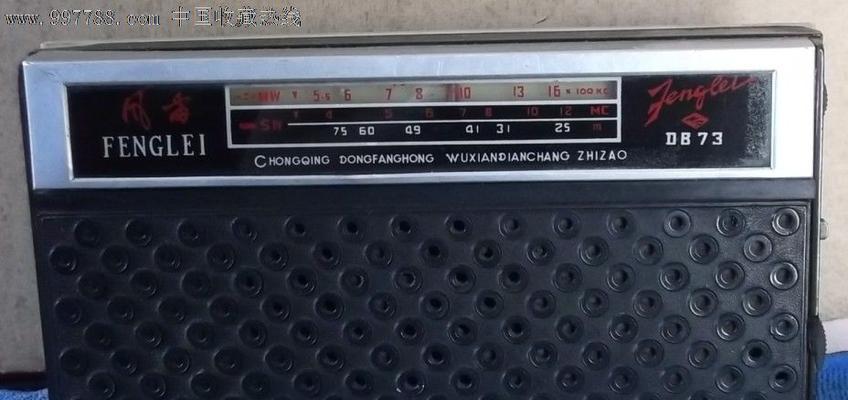 www.997788.com 中国收藏热线
风雷
FENGLEI
MW 5.5 6 7 8 10 13 16 x 100KC
SW 4 5 6 7 8 10 12 MC
75 60 49 41 31 25 m
CHONGQING DONGFANGHONG WUXIANDIANCHANG ZHIZAO
Fenglei
DB73